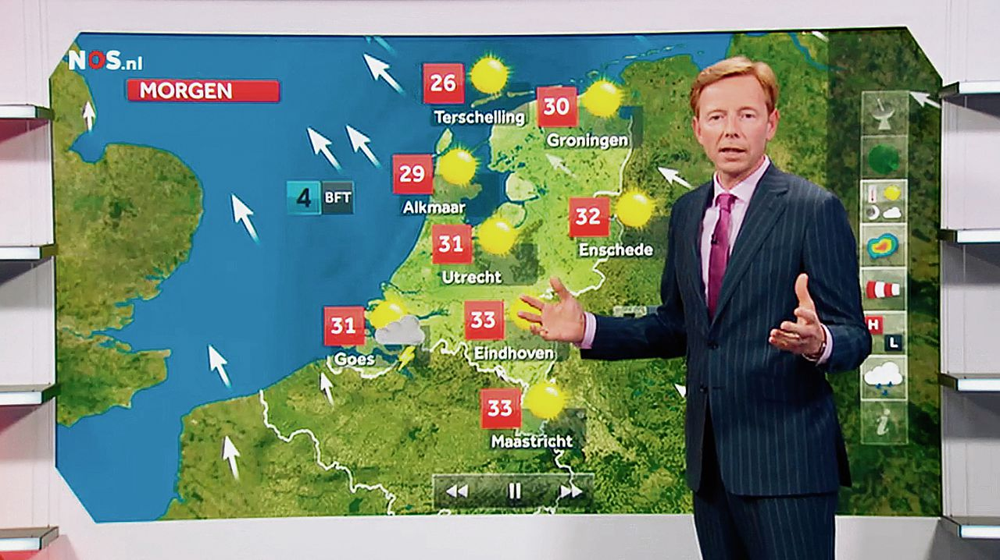 NOS.nl
MORGEN
26
Terschelling
30
Groningen
29
Alkmaar
4 BFT
32
Enschede
31
Utrecht
31
Goes
33
Eindhoven
33
Maastricht
H
L
i